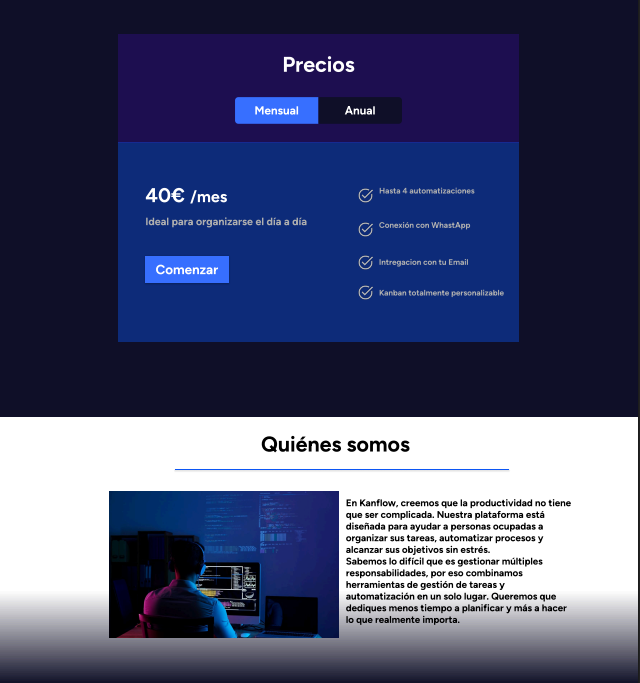 Precios
Mensual
Anual
40€ /mes
Ideal para organizarse el día a día
Comenzar
Hasta 4 automatizaciones
Conexión con WhastApp
Intregacion con tu Email
Kanban totalmente personalizable
Quiénes somos
En Kanflow, creemos que la productividad no tiene
que ser complicada. Nuestra plataforma está
diseñada para ayudar a personas ocupadas a
organizar sus tareas, automatizar procesos y
alcanzar sus objetivos sin estrés.
Sabemos lo difícil que es gestionar múltiples
responsabilidades, por eso combinamos
herramientas de gestión de tareas y
automatización en un solo lugar. Queremos que
dediques menos tiempo a planificar y más a hacer
lo que realmente importa.